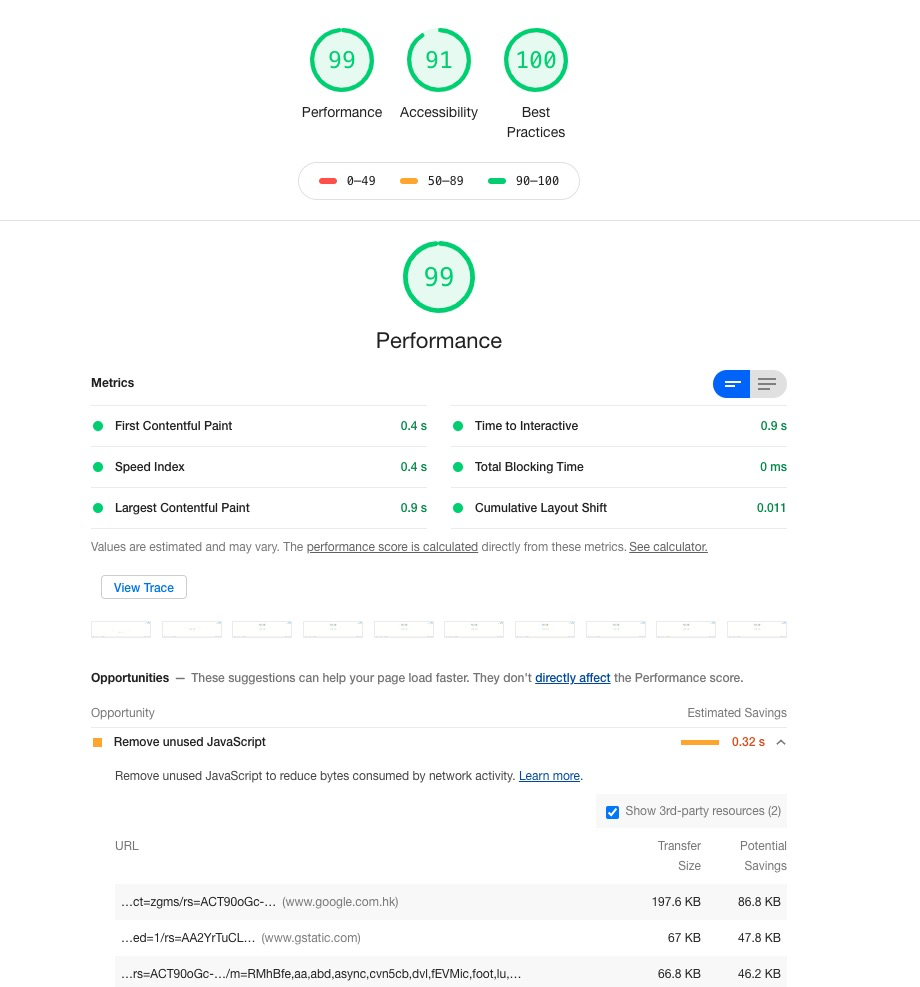 99 91 100
Performance Accessibility Best Practices
0–49 50–89 90–100
99
Performance
Metrics
First Contentful Paint 0.4 s Time to Interactive 0.9 s
Speed Index 0.4 s Total Blocking Time 0 ms
Largest Contentful Paint 0.9 s Cumulative Layout Shift 0.011
Values are estimated and may vary. The performance score is calculated directly from these metrics. See calculator.
View Trace
Opportunities — These suggestions can help your page load faster. They don't directly affect the Performance score.
Opportunity Estimated Savings
Remove unused JavaScript 0.32 s
Remove unused JavaScript to reduce bytes consumed by network activity. Learn more.
Show 3rd-party resources (2)
URL Transfer Size Potential Savings
…ct=zgms/rs=ACT90oGc-… (www.google.com.hk) 197.6 KB 86.8 KB
…ed=1/rs=AA2YrTuCL… (www.gstatic.com) 67 KB 47.8 KB
…rs=ACT90oGc-…/m=RMhBfe,aa,abd,async,cvn5cb,dvl,fEVMic,foot,lu,… 66.8 KB 46.2 KB